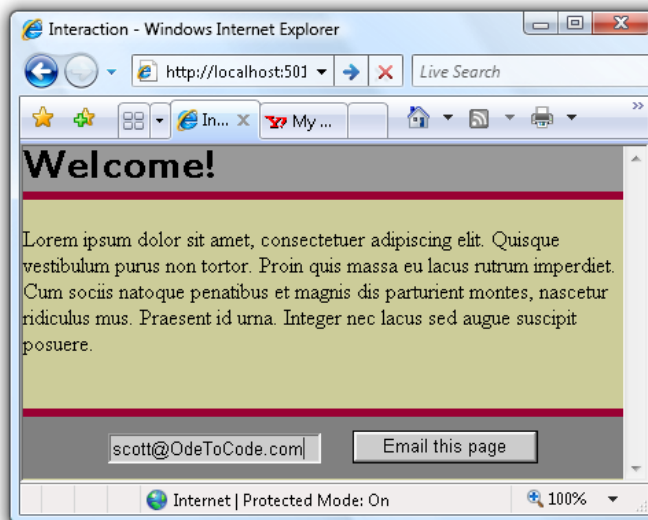 Interaction - Windows Internet Explorer
http://localhost:501
Live Search
In...
My ...
Welcome!
Lorem ipsum dolor sit amet, consectetuer adipiscing elit. Quisque
vestibulum purus non tortor. Proin quis massa eu lacus rutrum imperdiet.
Cum sociis natoque penatibus et magnis dis parturient montes, nascetur
ridiculus mus. Praesent id urna. Integer nec lacus sed augue suscipit
posuere.
scott@OdeToCode.com
Email this page
Internet | Protected Mode: On
100%